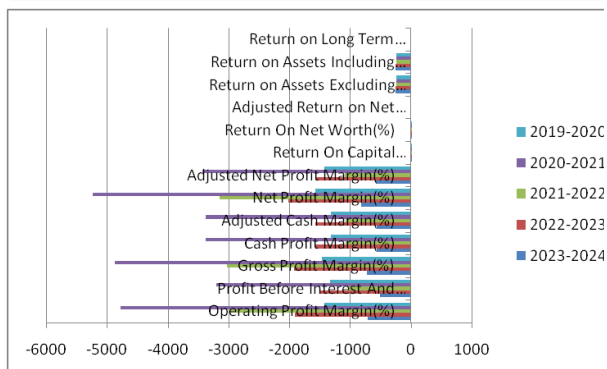 Return on Long Term...
Return on Assets Including...
Return on Assets Excluding...
Adjusted Return on Net...
Return On Net Worth(%)
Return On Capital...
Adjusted Net Profit Margin(%)
Net Profit Margin(%)
Adjusted Cash Margin(%)
Cash Profit Margin(%)
Gross Profit Margin(%)
Profit Before Interest And...
Operating Profit Margin(%)
-6000 -5000 -4000 -3000 -2000 -1000 0 1000
2019-2020
2020-2021
2021-2022
2022-2023
2023-2024